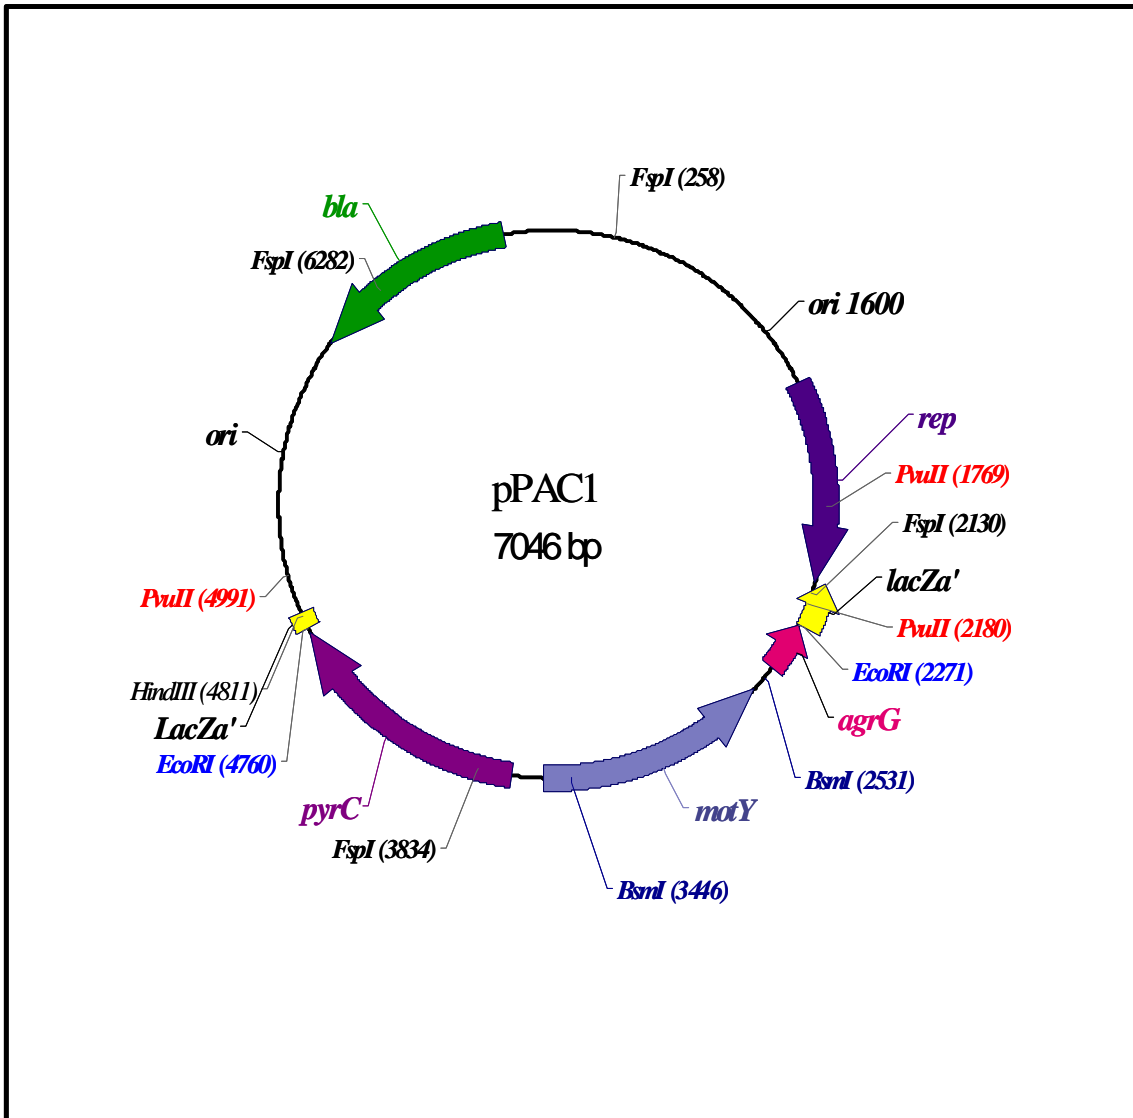 FspI (258)
bla
FspI (6282)
ori 1600
rep
ori
PvuII (1769)
pPAC1
FspI (2130)
7046 bp
lacZa'
PvuII (4991)
PvuII (2180)
EcoRI (2271)
HindIII (4811)
agrG
LacZa'
EcoRI (4760)
BsmI (2531)
pyrC
motY
FspI (3834)
BsmI (3446)